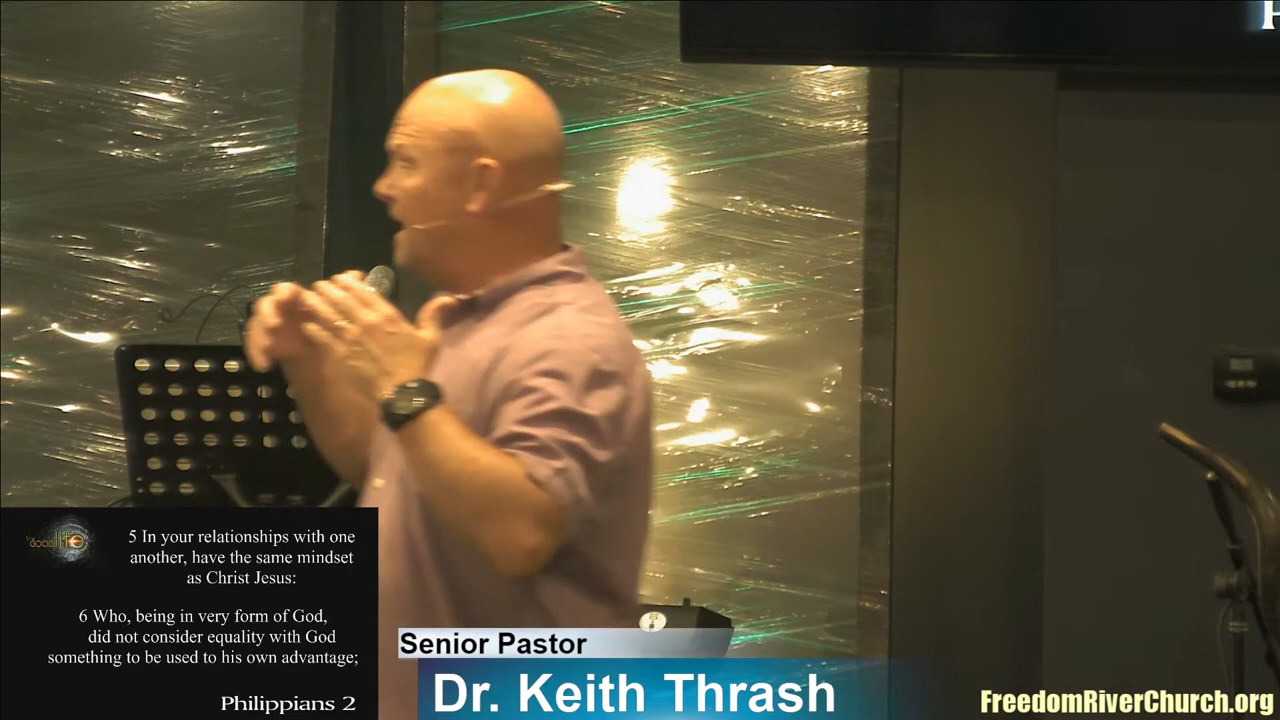 GOOD life
5 In your relationships with one
another, have the same mindset
as Christ Jesus:
6 Who, being in very form of God,
did not consider equality with God
something to be used to his own advantage;
Philippians 2
Senior Pastor
Dr. Keith Thrash
FreedomRiverChurch.org